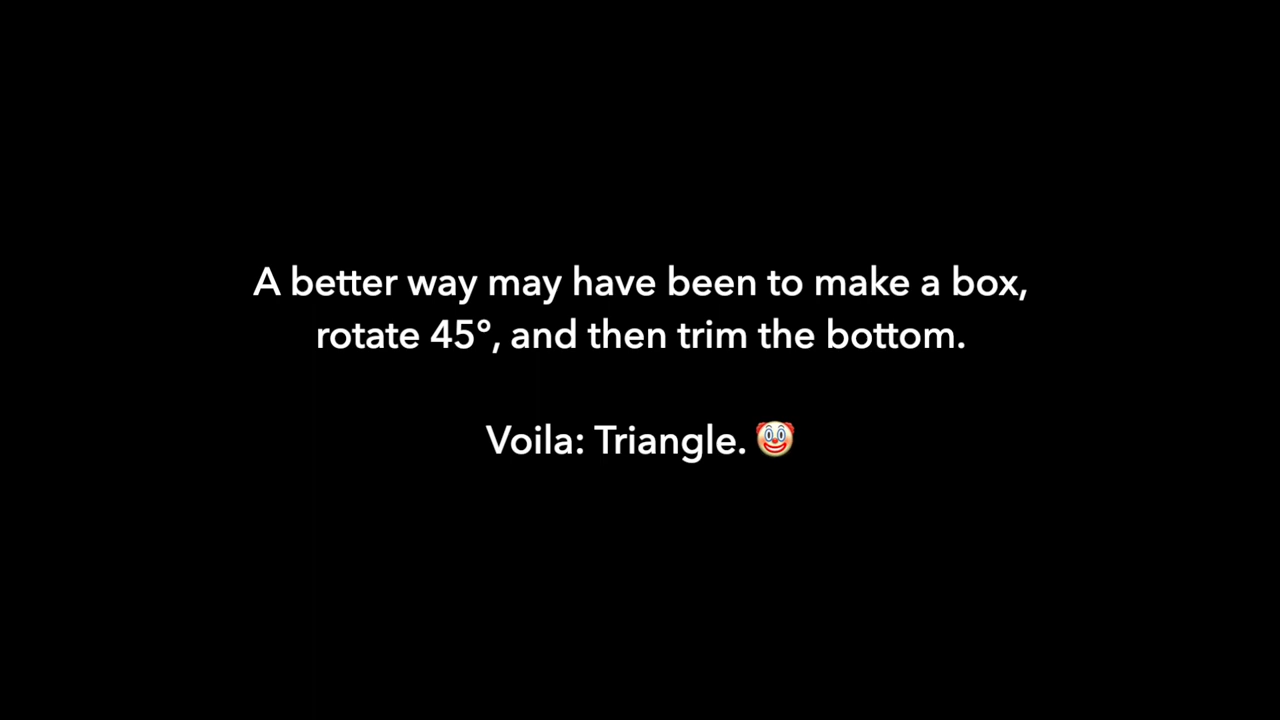 A better way may have been to make a box,
rotate 45°, and then trim the bottom.
Voila: Triangle. 🤡